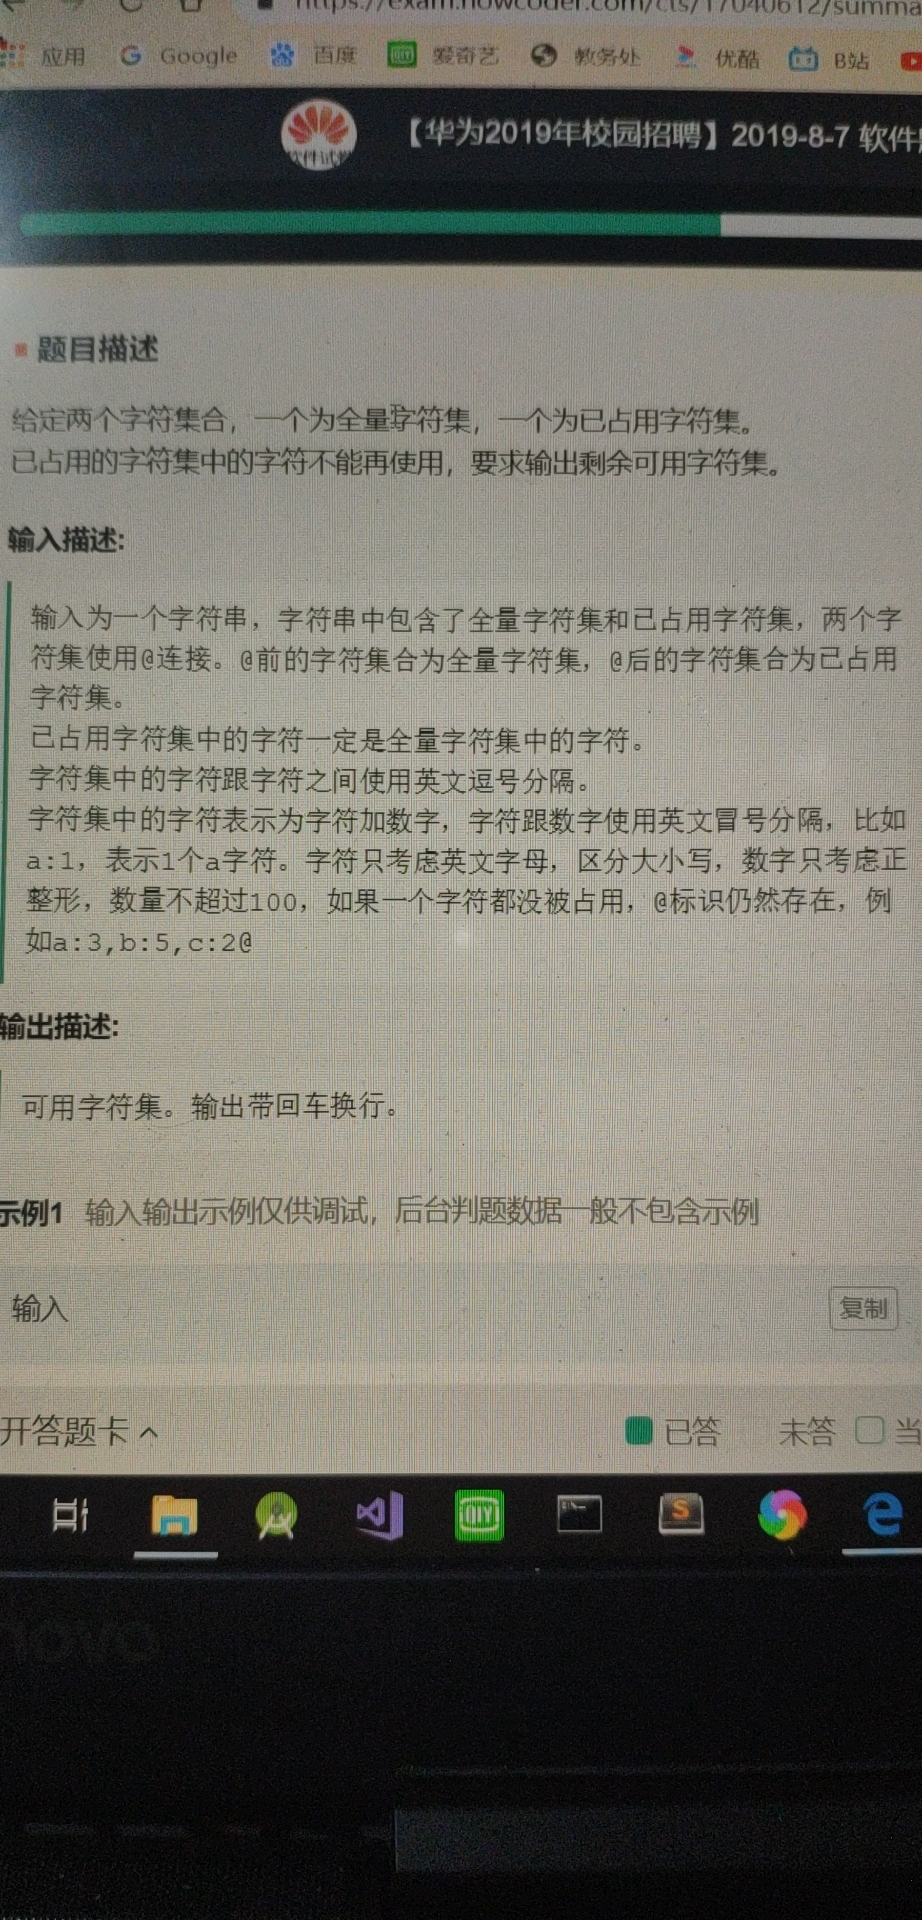 应用 Google 百度 爱奇艺 教务处 优酷 B站
【华为2019年校园招聘】2019-8-7 软件
题目描述
给定两个字符集合，一个为全量字符集，一个为已占用字符集。
已占用的字符集中的字符不能再使用，要求输出剩余可用字符集。
输入描述:
输入为一个字符串，字符串中包含了全量字符集和已占用字符集，两个字
符集使用@连接。@前的字符集合为全量字符集，@后的字符集合为已占用
字符集。
已占用字符集中的字符一定是全量字符集中的字符。
字符集中的字符跟字符之间使用英文逗号分隔。
字符集中的字符表示为字符加数字，字符跟数字使用英文冒号分隔，比如
a:1，表示1个a字符。字符只考虑英文字母，区分大小写，数字只考虑正
整形，数量不超过100，如果一个字符都没被占用，@标识仍然存在，例
如a:3,b:5,c:2@
输出描述:
可用字符集。输出带回车换行。
示例1 输入输出示例仅供调试，后台判题数据一般不包含示例
输入
复制
开答题卡 已答 未答 当